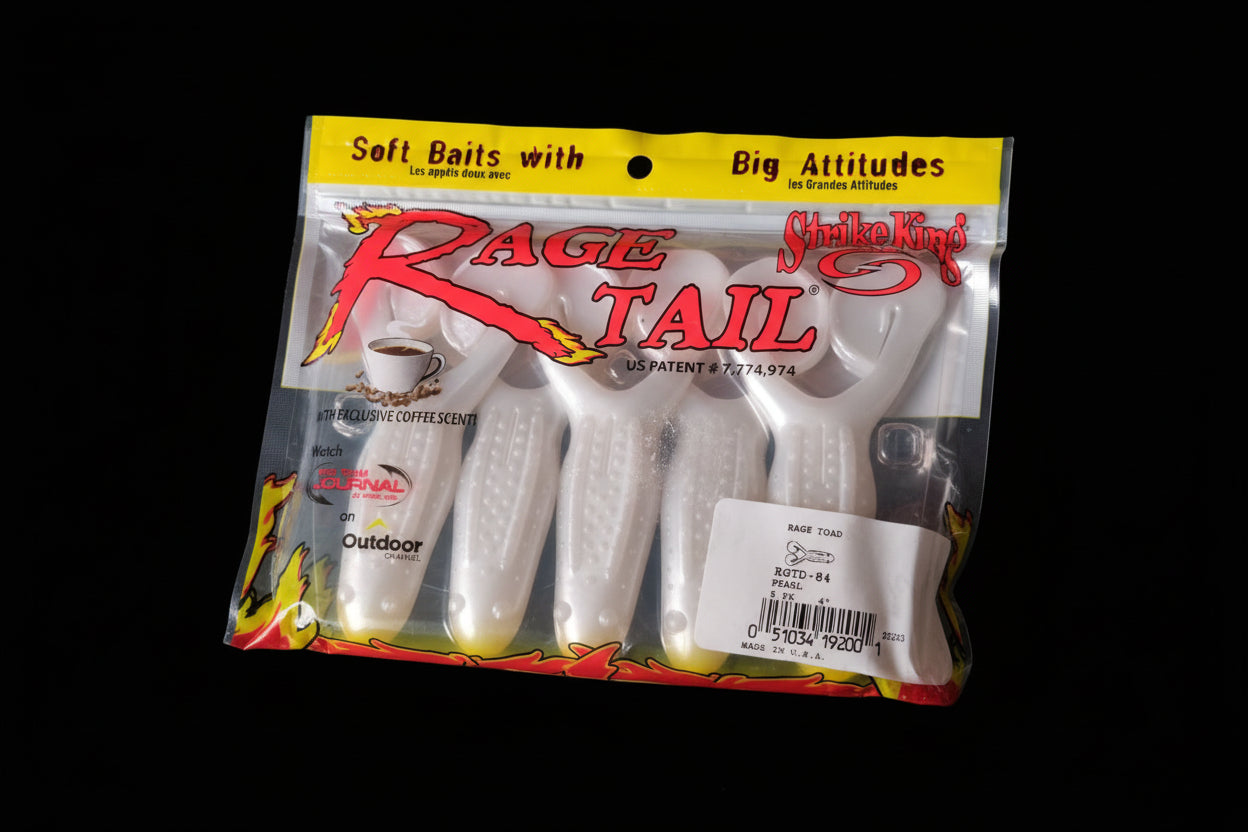 Soft Baits with Big Attitudes
Les appâts doux avec les Grandes Attitudes
RAGE
TAIL®
Strike King
US PATENT # 7,774,974
WITH EXCLUSIVE COFFEE SCENT!
Watch
JOURNAL
on
Outdoor
CHANNEL
RAGE TOAD
RGTD-84
PEARL
5 PK 4"
0 51034 19200 1
MADE IN U.S.A.